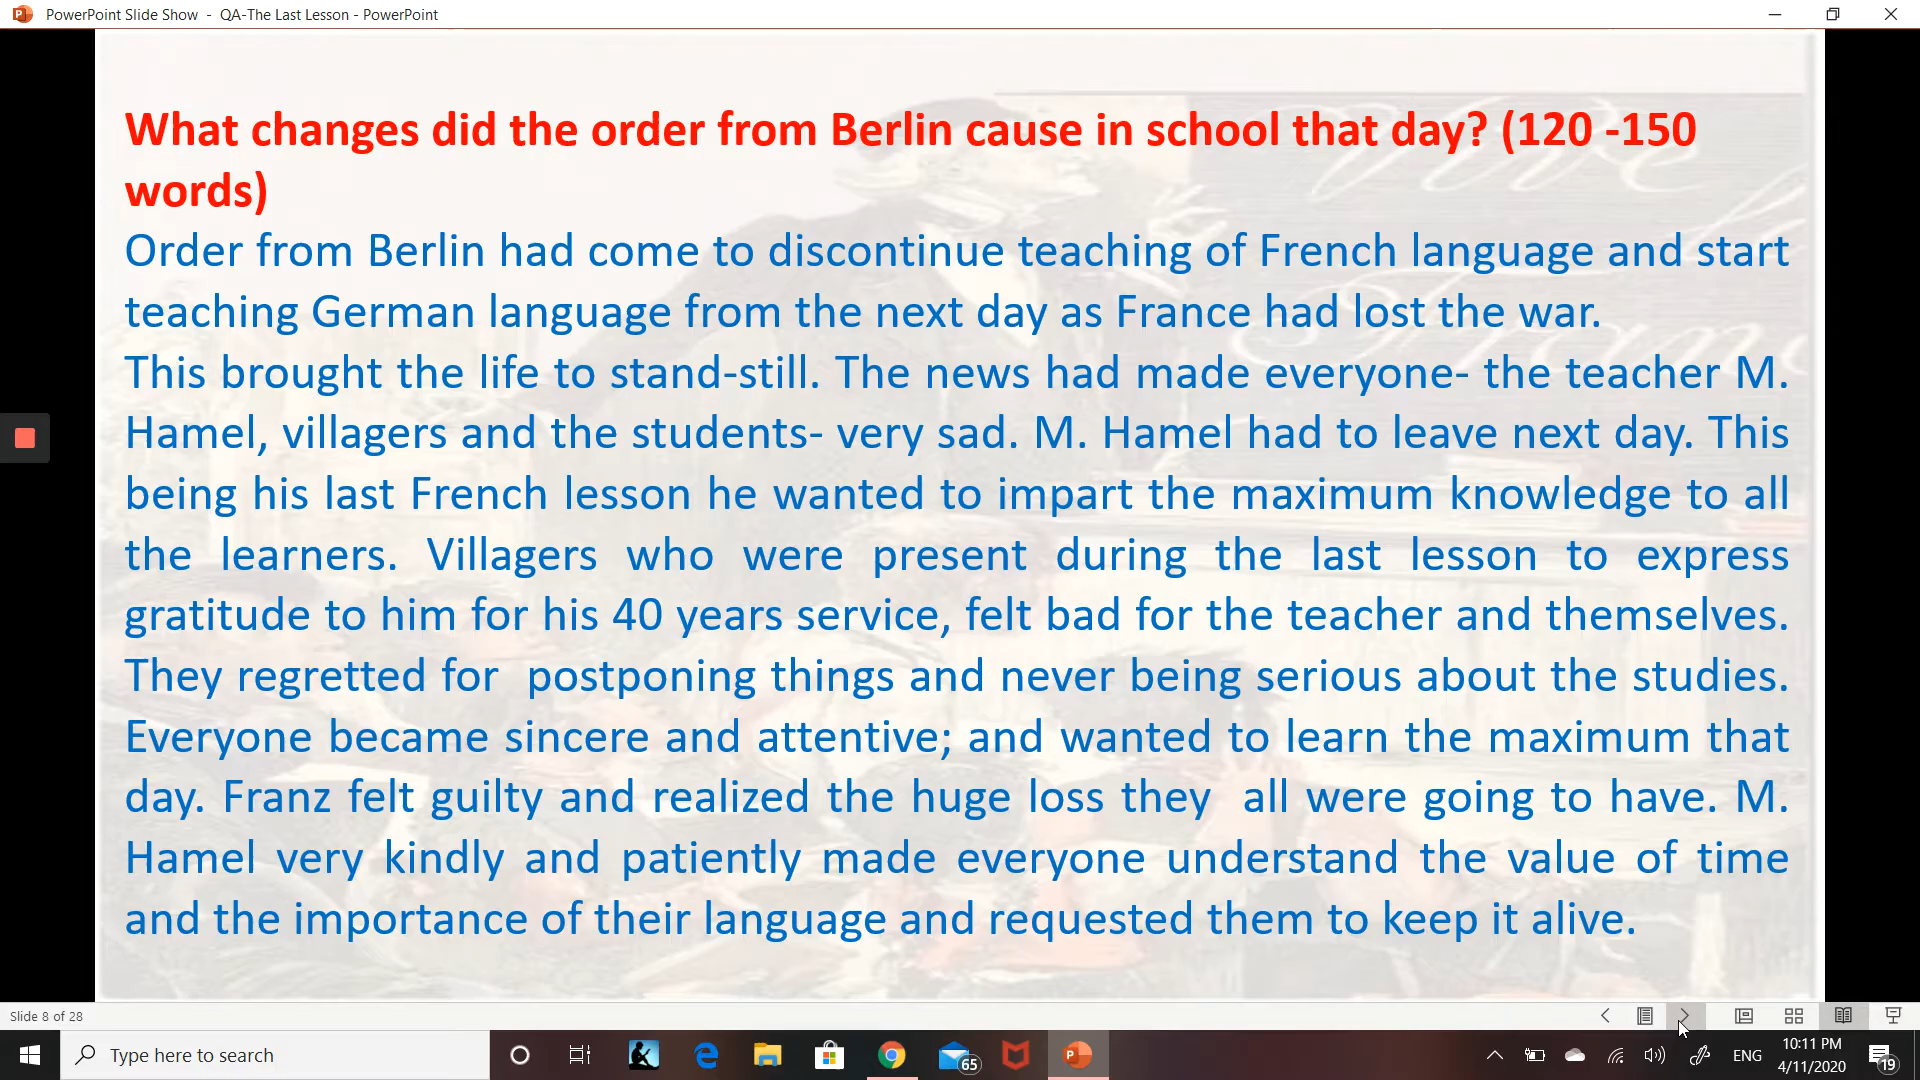 PowerPoint Slide Show - QA-The Last Lesson - PowerPoint
What changes did the order from Berlin cause in school that day? (120 -150
words)
Order from Berlin had come to discontinue teaching of French language and start
teaching German language from the next day as France had lost the war.
This brought the life to stand-still. The news had made everyone- the teacher M.
Hamel, villagers and the students- very sad. M. Hamel had to leave next day. This
being his last French lesson he wanted to impart the maximum knowledge to all
the learners. Villagers who were present during the last lesson to express
gratitude to him for his 40 years service, felt bad for the teacher and themselves.
They regretted for postponing things and never being serious about the studies.
Everyone became sincere and attentive; and wanted to learn the maximum that
day. Franz felt guilty and realized the huge loss they all were going to have. M.
Hamel very kindly and patiently made everyone understand the value of time
and the importance of their language and requested them to keep it alive.
Slide 8 of 28
Type here to search
65
ENG
10:11 PM
4/11/2020
19